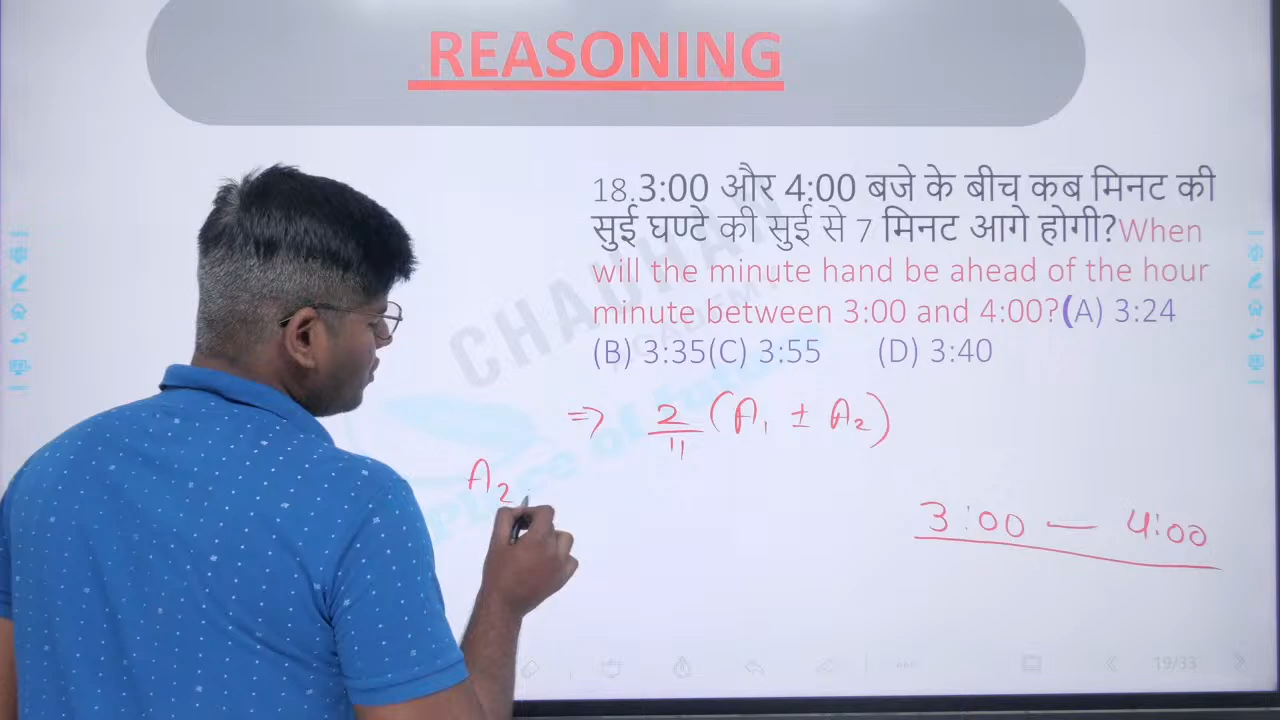 REASONING
18.3:00 और 4:00 बजे के बीच कब मिनट की
सुई घण्टे की सुई से 7 मिनट आगे होगी?When
will the minute hand be ahead of the hour
minute between 3:00 and 4:00?(A) 3:24
(B) 3:35(C) 3:55 (D) 3:40
⇒ 2/11 (A₁ ± A₂)
A₂
3:00 — 4:00
19/33